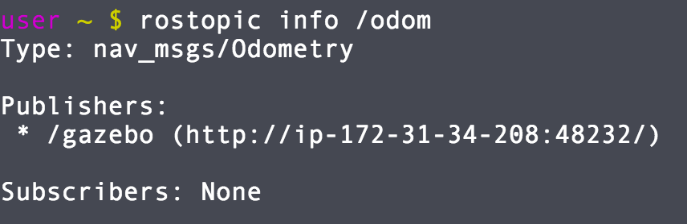 user ~ $ rostopic info /odom
Type: nav_msgs/Odometry
Publishers:
* /gazebo (http://ip-172-31-34-208:48232/)
Subscribers: None